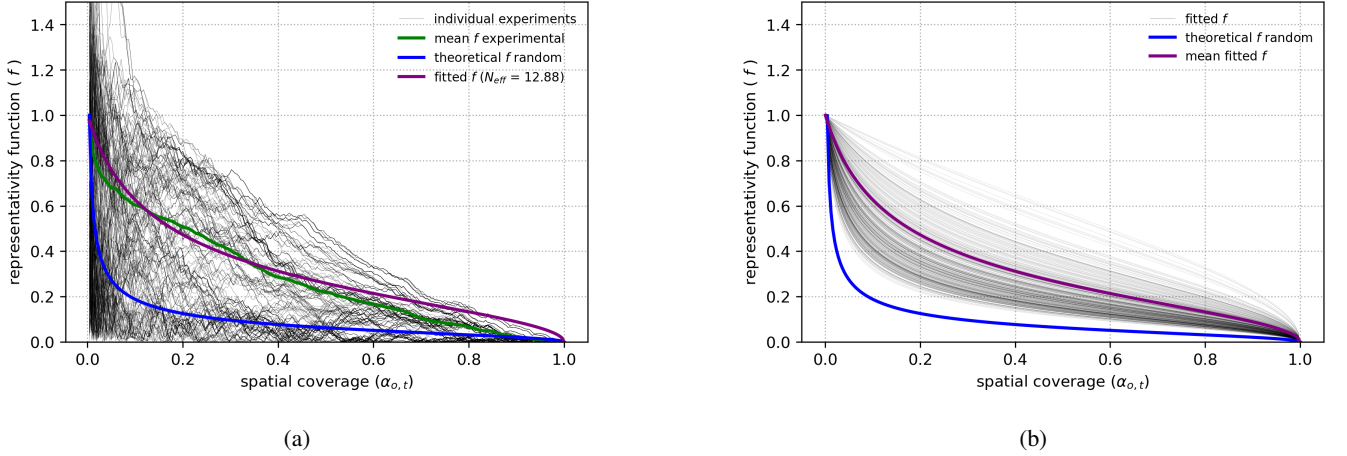 1.4
1.2
1.0
0.8
0.6
0.4
0.2
0.0
representativity function ( f )
individual experiments
mean f experimental
theoretical f random
fitted f (N_eff = 12.88)
0.0 0.2 0.4 0.6 0.8 1.0
spatial coverage (α_o,t)
(a)
1.4
1.2
1.0
0.8
0.6
0.4
0.2
0.0
representativity function ( f )
fitted f
theoretical f random
mean fitted f
0.0 0.2 0.4 0.6 0.8 1.0
spatial coverage (α_o,t)
(b)